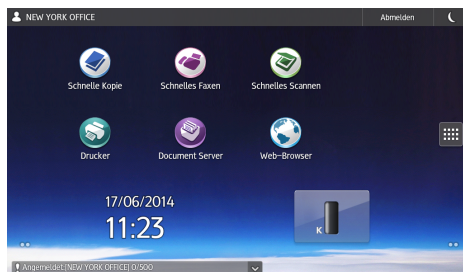 NEW YORK OFFICE Abmelden
Schnelle Kopie Schnelles Faxen Schnelles Scannen
Drucker Document Server Web-Browser
17/06/2014
11:23
K
Angemeldet:[NEW YORK OFFICE] 0/500